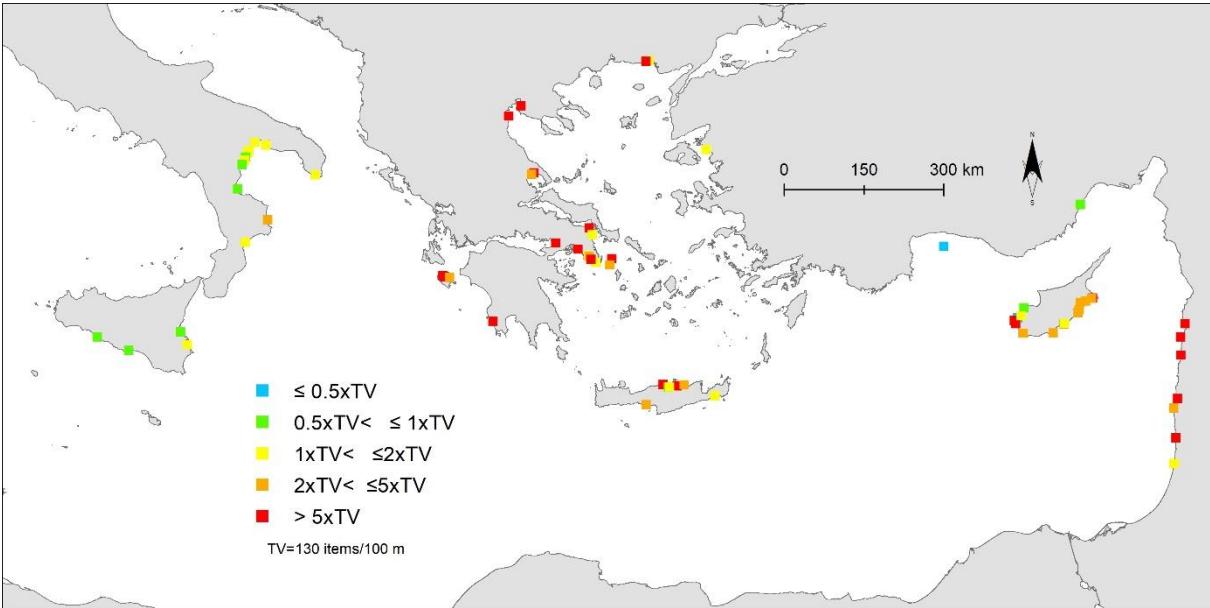 N
0 150 300 km
S
≤ 0.5xTV
0.5xTV< ≤ 1xTV
1xTV< ≤2xTV
2xTV< ≤5xTV
> 5xTV
TV=130 items/100 m